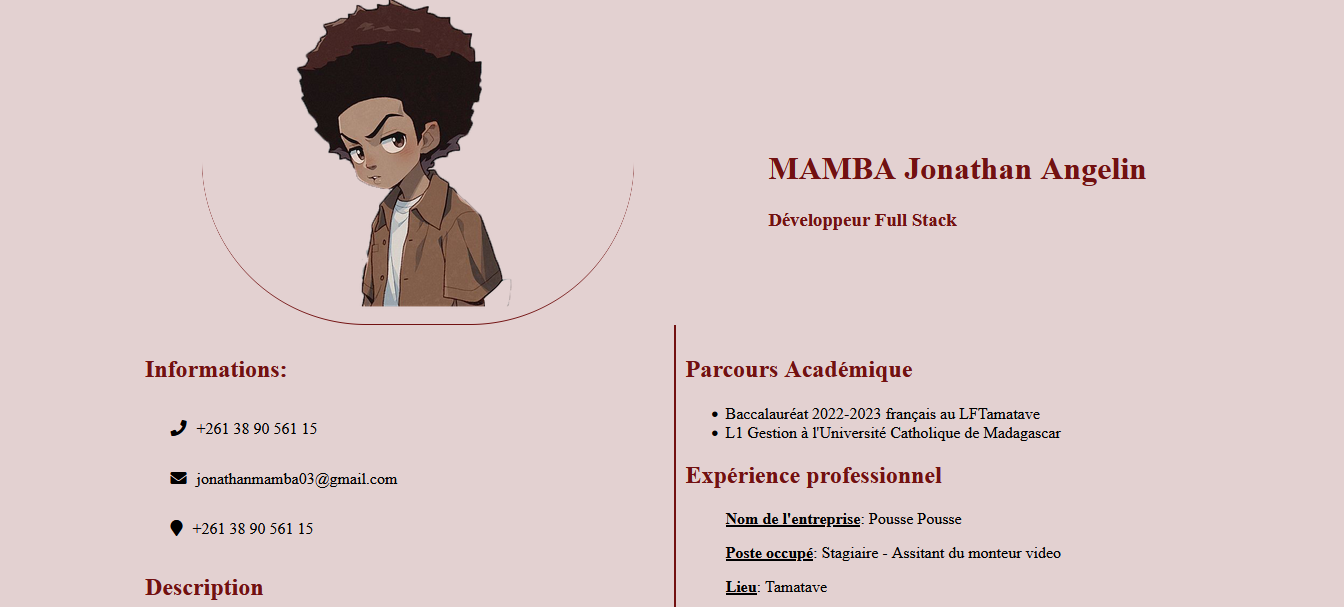 MAMBA Jonathan Angelin
Développeur Full Stack
Informations:
+261 38 90 561 15
jonathanmamba03@gmail.com
+261 38 90 561 15
Description
Parcours Académique
• Baccalauréat 2022-2023 français au LFTamatave
• L1 Gestion à l'Université Catholique de Madagascar
Expérience professionnel
Nom de l'entreprise: Pousse Pousse
Poste occupé: Stagiaire - Assitant du monteur video
Lieu: Tamatave